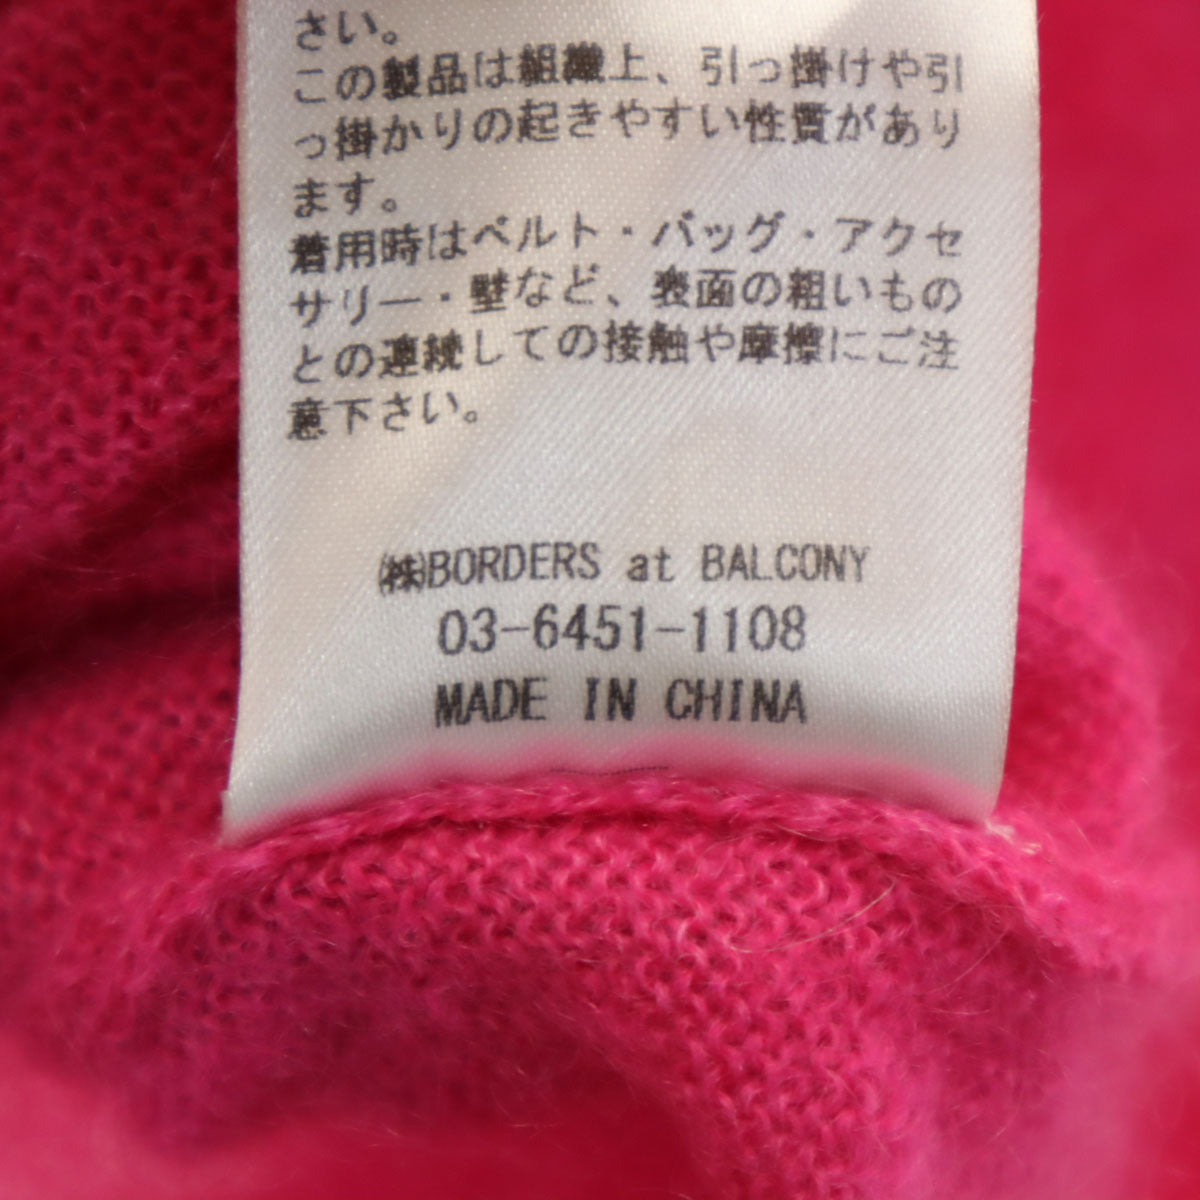 さい。
この製品は組織上、引っ掛けや引
っ掛かりの起きやすい性質があり
ます。
着用時はベルト・バッグ・アクセ
サリー・壁など、表面の粗いもの
との連続しての接触や摩擦にご注
意下さい。
㈱BORDERS at BALCONY
03-6451-1108
MADE IN CHINA